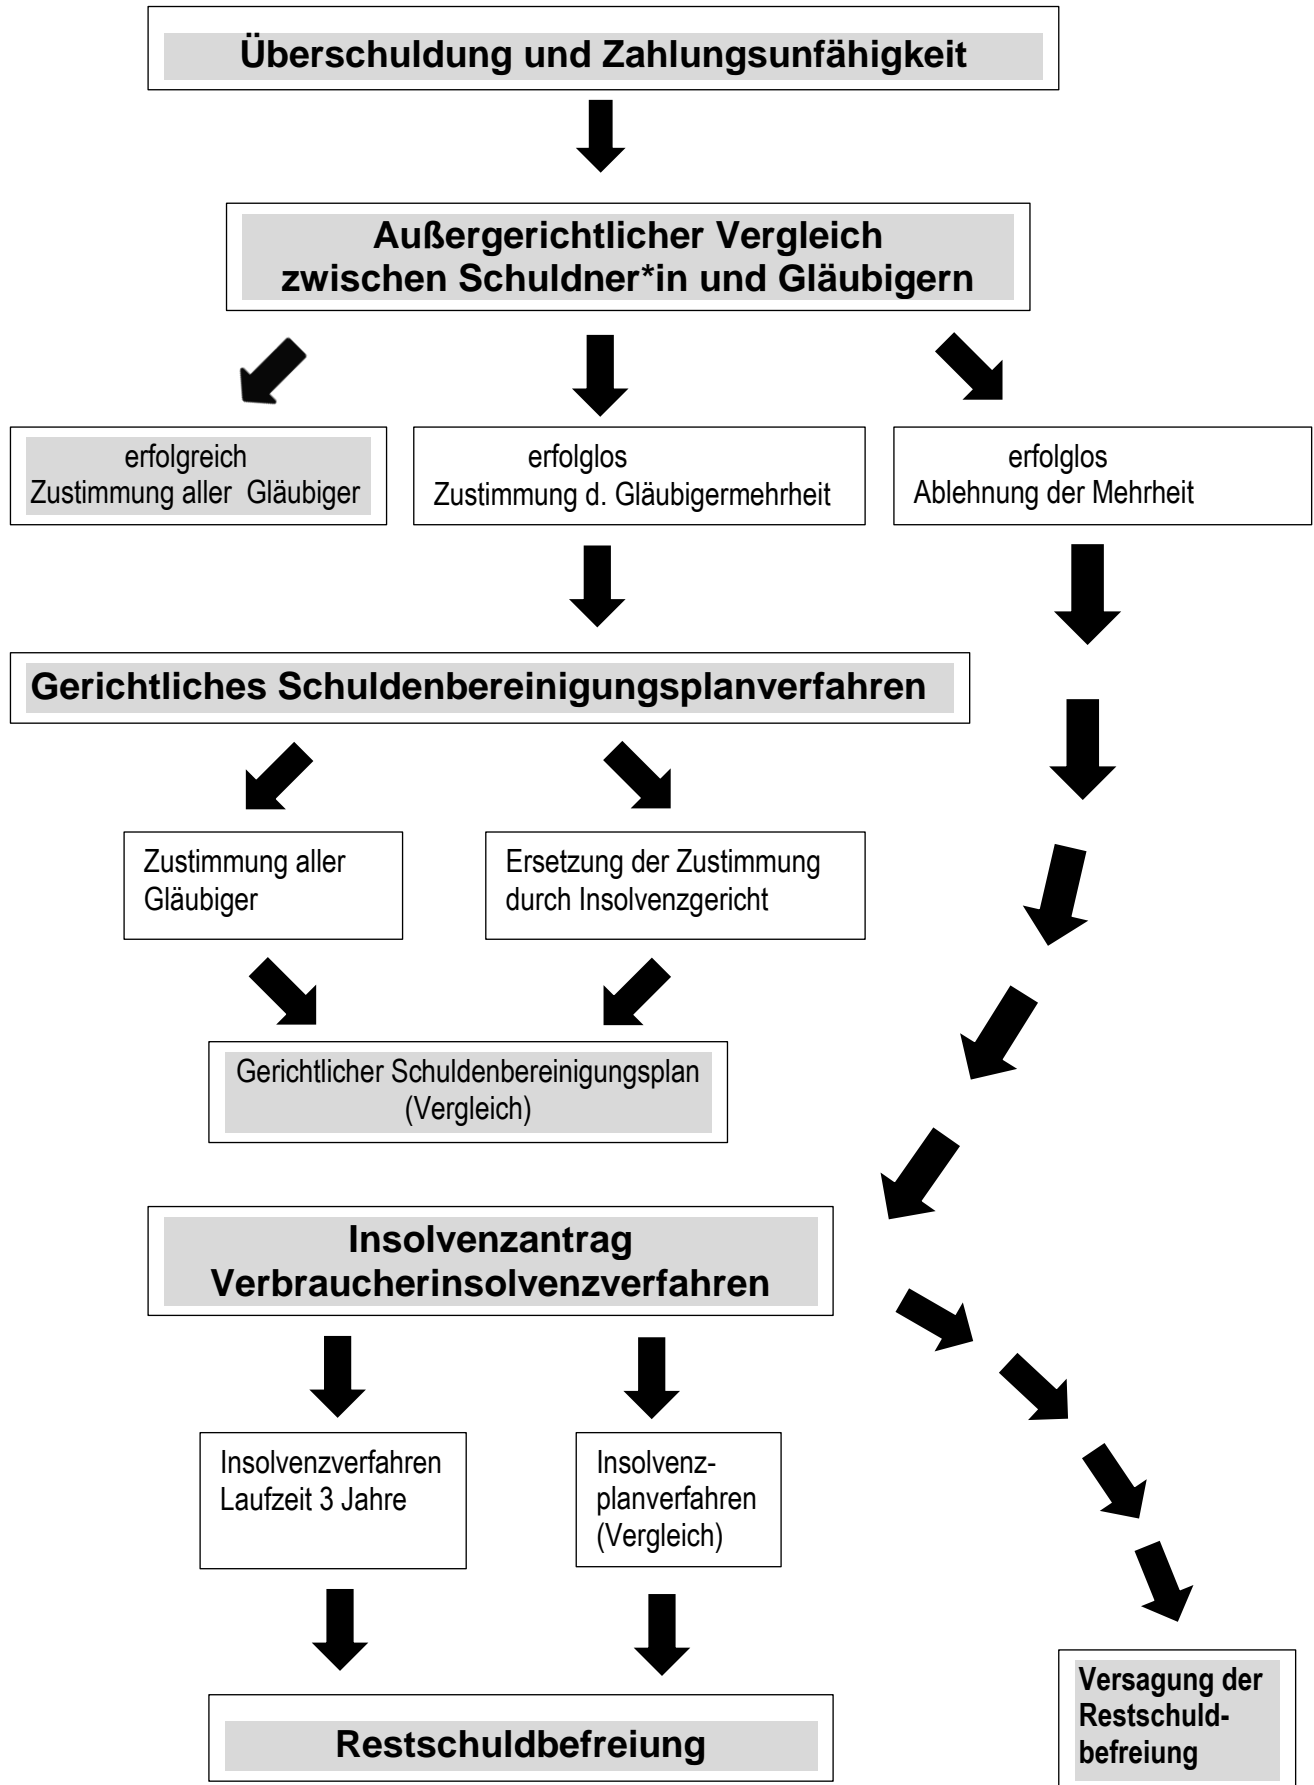 Überschuldung und Zahlungsunfähigkeit
Außergerichtlicher Vergleich
zwischen Schuldner*in und Gläubigern
erfolgreich
Zustimmung aller Gläubiger
erfolglos
Zustimmung d. Gläubigermehrheit
erfolglos
Ablehnung der Mehrheit
Gerichtliches Schuldenbereinigungsplanverfahren
Zustimmung aller
Gläubiger
Ersetzung der Zustimmung
durch Insolvenzgericht
Gerichtlicher Schuldenbereinigungsplan
(Vergleich)
Insolvenzantrag
Verbraucherinsolvenzverfahren
Insolvenzverfahren
Laufzeit 3 Jahre
Insolvenz-
planverfahren
(Vergleich)
Restschuldbefreiung
Versagung der
Restschuld-
befreiung